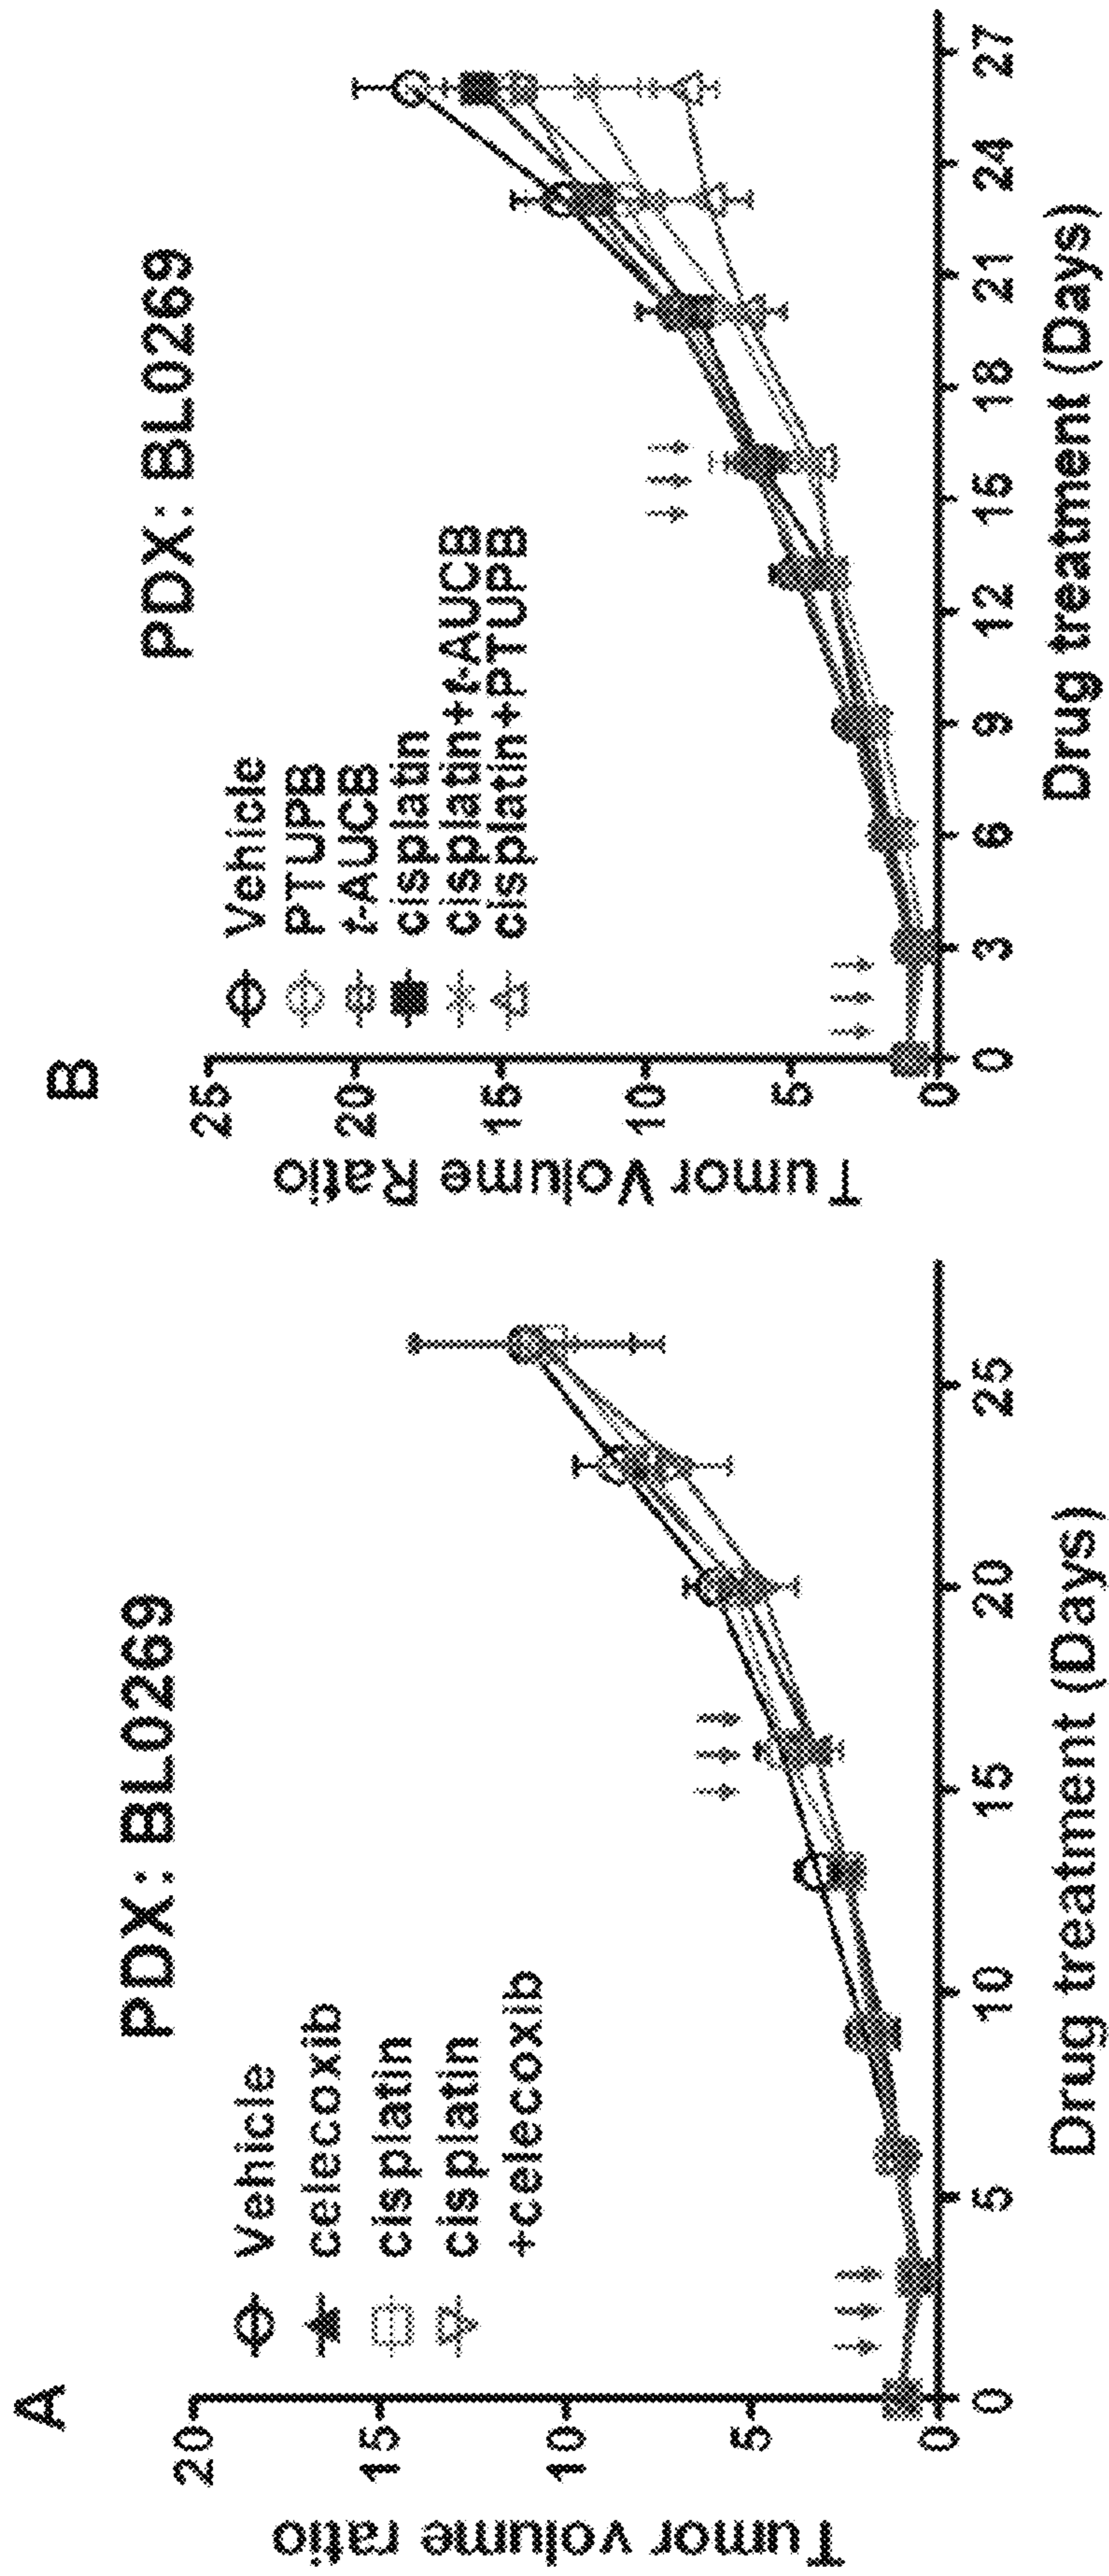 A
PDX: BL0269
Vehicle
celecoxib
cisplatin
cisplatin
+celecoxib
Tumor volume ratio
20
15
10
5
0
0
5
10
15
20
25
Drug treatment (Days)
B
PDX: BL0269
Vehicle
PTUPB
t-AUCB
cisplatin
cisplatin+t-AUCB
cisplatin+PTUPB
Tumor Volume Ratio
25
20
15
10
5
0
0
3
6
9
12
15
18
21
24
27
Drug treatment (Days)